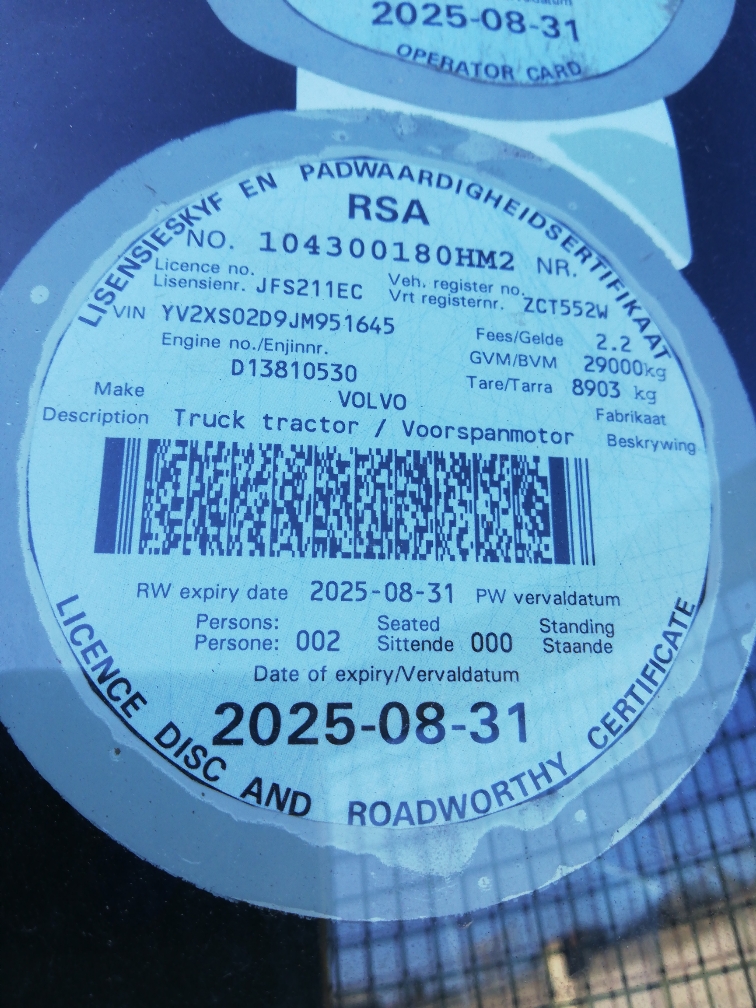 2025-08-31
OPERATOR CARD
LISENSIESKYF EN PADWAARDIGHEIDSERTIFIKAAT
RSA
NO. 104300180HM2 NR.
Licence no. Veh. register no.
Lisensienr. JFS211EC Vrt registernr. ZCT552W
VIN YV2XS02D9JM951645 Fees/Gelde 2.2
Engine no./Enjinnr. GVM/BVM 29000kg
D13810530 Tare/Tarra 8903 kg
Make VOLVO Fabrikaat
Description Truck tractor / Voorspanmotor Beskrywing
RW expiry date 2025-08-31 PW vervaldatum
Persons: Seated Standing
Persone: 002 Sittende 000 Staande
Date of expiry/Vervaldatum
2025-08-31
LICENCE DISC AND ROADWORTHY CERTIFICATE